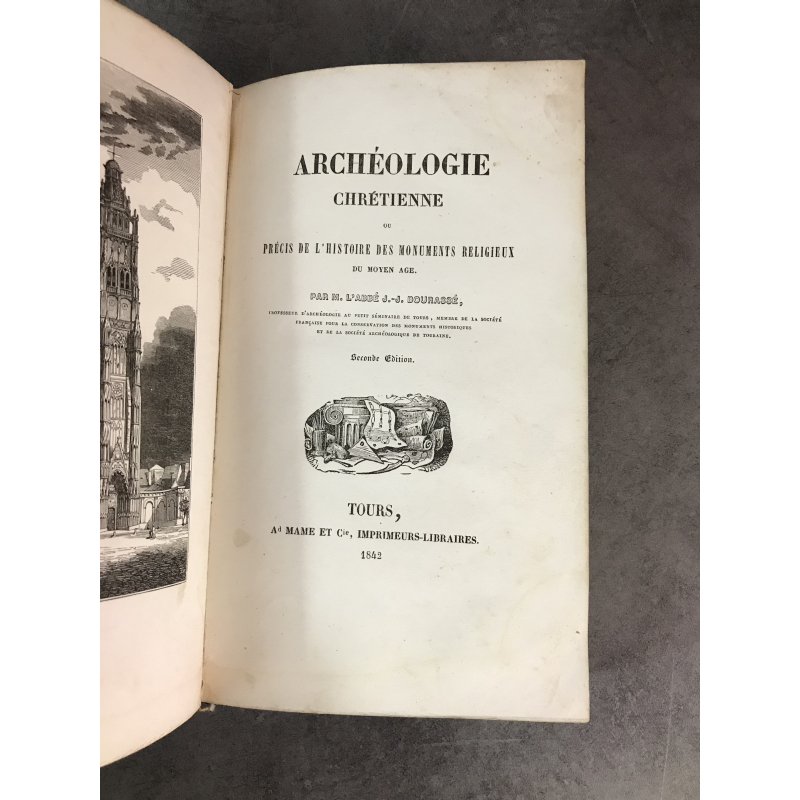 ARCHÉOLOGIE
CHRÉTIENNE
OU
PRÉCIS DE L'HISTOIRE DES MONUMENTS RELIGIEUX
DU MOYEN AGE.
PAR M. L'ABBÉ J.-J. BOURASSÉ,
PROFESSEUR D'ARCHÉOLOGIE AU PETIT SÉMINAIRE DE TOURS, MEMBRE DE LA SOCIÉTÉ
FRANÇAISE POUR LA CONSERVATION DES MONUMENTS HISTORIQUES
ET DE LA SOCIÉTÉ ARCHÉOLOGIQUE DE TOURAINE.
Seconde Edition.
TOURS,
Ad MAME ET Cie, IMPRIMEURS-LIBRAIRES.
1842